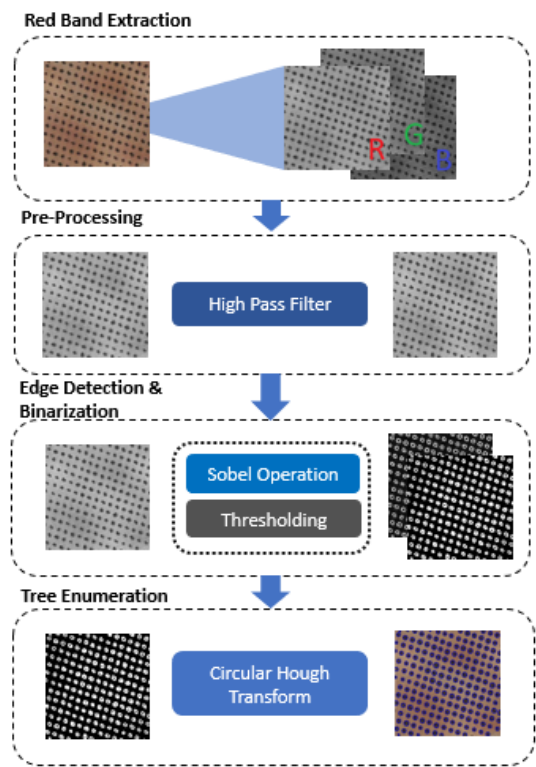 Red Band Extraction
R
G
B
Pre-Processing
High Pass Filter
Edge Detection &
Binarization
Sobel Operation
Thresholding
Tree Enumeration
Circular Hough
Transform